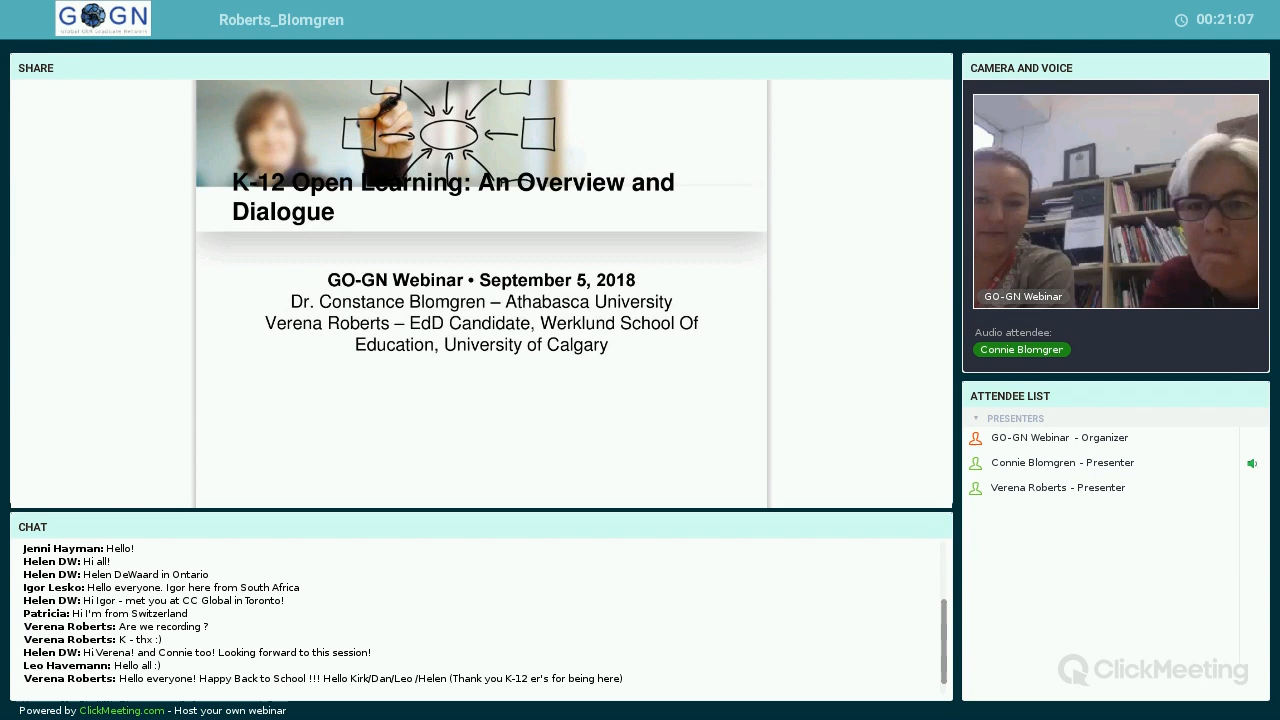 GO GN
Global OER Graduate Network
Roberts_Blomgren
00:21:07
SHARE
K-12 Open Learning: An Overview and
Dialogue
GO-GN Webinar • September 5, 2018
Dr. Constance Blomgren – Athabasca University
Verena Roberts – EdD Candidate, Werklund School Of
Education, University of Calgary
CAMERA AND VOICE
GO-GN Webinar
Audio attendee:
Connie Blomgrer
ATTENDEE LIST
PRESENTERS
GO-GN Webinar - Organizer
Connie Blomgren - Presenter
Verena Roberts - Presenter
ClickMeeting
CHAT
Jenni Hayman: Hello!
Helen DW: Hi all!
Helen DW: Helen DeWaard in Ontario
Igor Lesko: Hello everyone. Igor here from South Africa
Helen DW: Hi Igor - met you at CC Global in Toronto!
Patricia: Hi I'm from Switzerland
Verena Roberts: Are we recording ?
Verena Roberts: K - thx :)
Helen DW: Hi Verena! and Connie too! Looking forward to this session!
Leo Havemann: Hello all :)
Verena Roberts: Hello everyone! Happy Back to School !!! Hello Kirk/Dan/Leo /Helen (Thank you K-12 er's for being here)
Powered by ClickMeeting.com - Host your own webinar